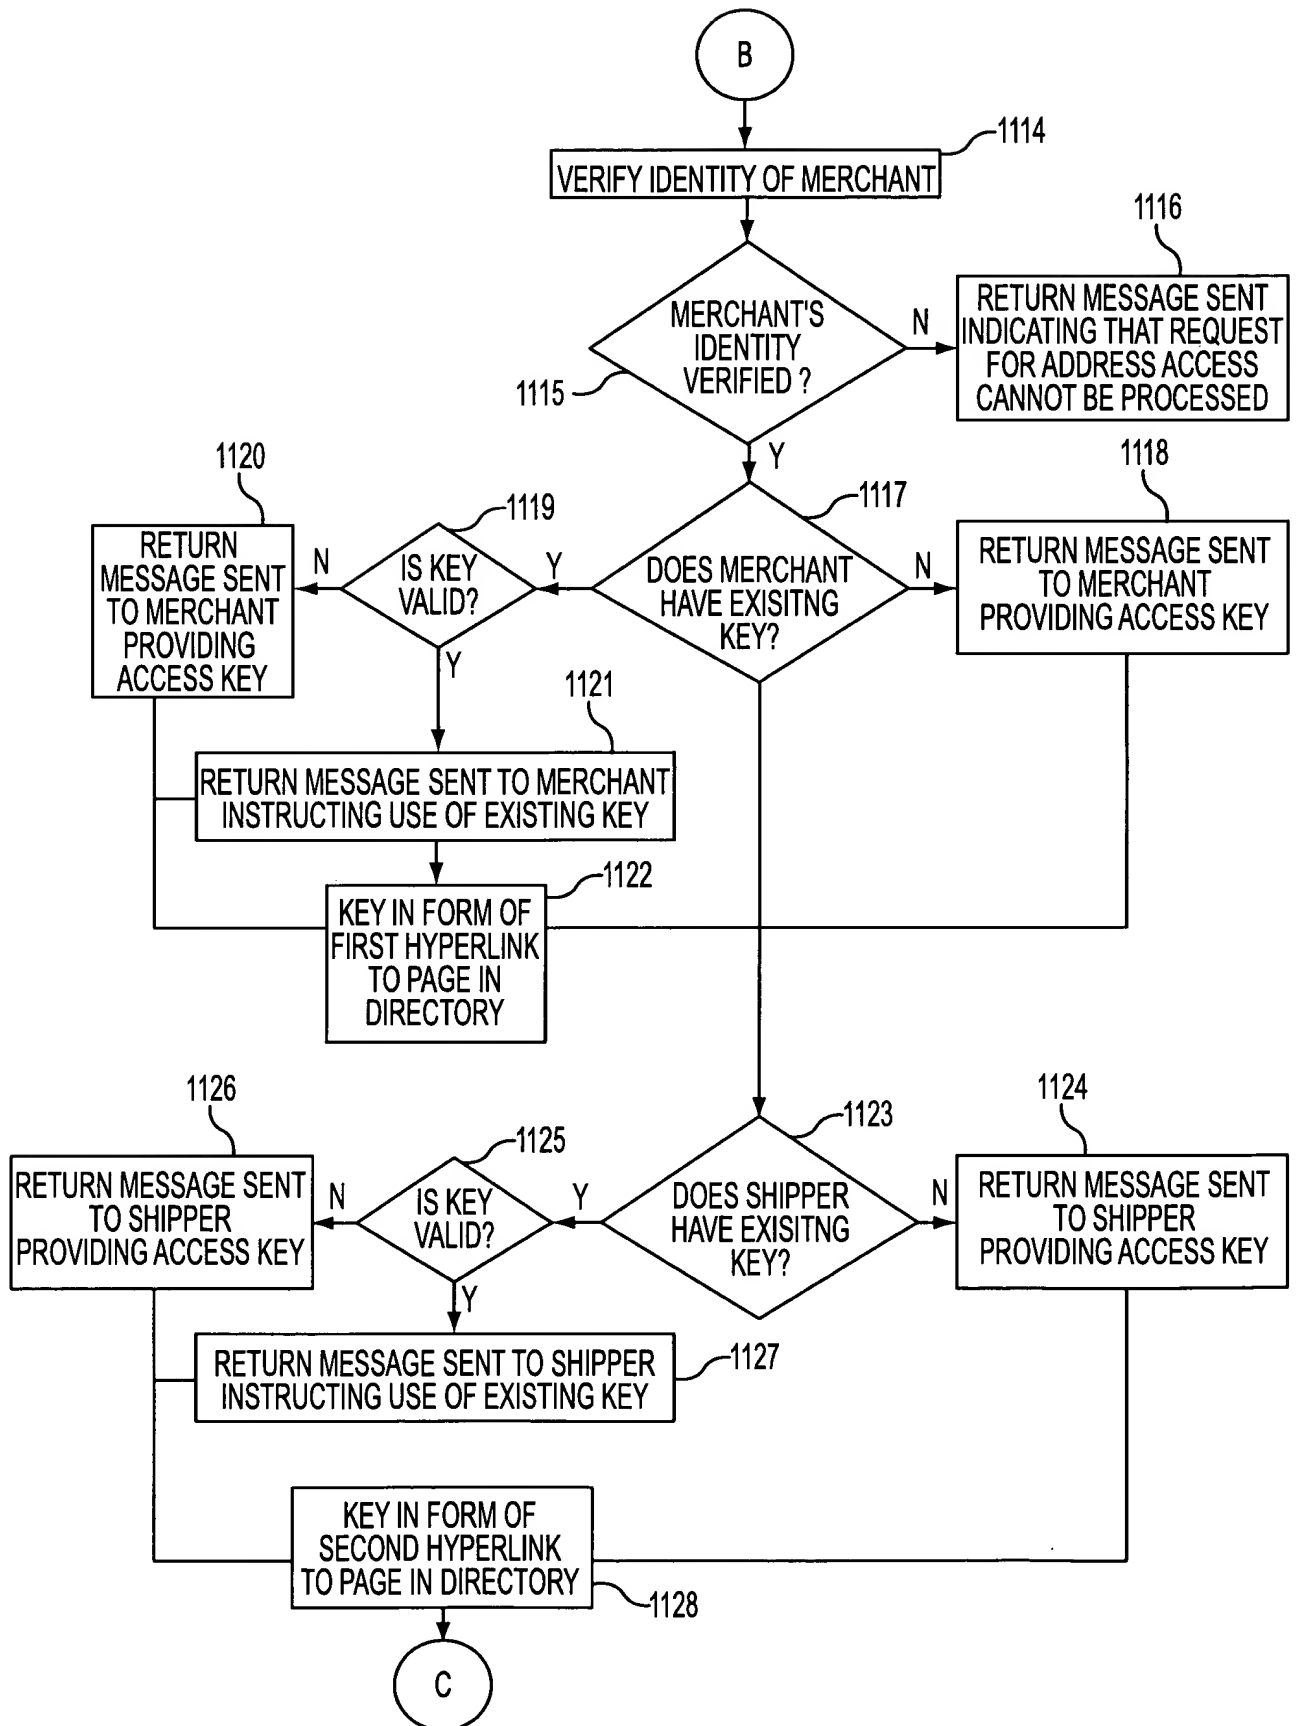 B
1114
VERIFY IDENTITY OF MERCHANT
1116
MERCHANT'S
IDENTITY
VERIFIED ?
1115
N
RETURN MESSAGE SENT
INDICATING THAT REQUEST
FOR ADDRESS ACCESS
CANNOT BE PROCESSED
Y
1120
1119
1117
1118
RETURN
MESSAGE SENT
TO MERCHANT
PROVIDING
ACCESS KEY
N
IS KEY
VALID?
Y
DOES MERCHANT
HAVE EXISITNG
KEY?
N
RETURN MESSAGE SENT
TO MERCHANT
PROVIDING ACCESS KEY
Y
1121
RETURN MESSAGE SENT TO MERCHANT
INSTRUCTING USE OF EXISTING KEY
1122
KEY IN FORM OF
FIRST HYPERLINK
TO PAGE IN
DIRECTORY
1126
1125
1123
1124
RETURN MESSAGE SENT
TO SHIPPER
PROVIDING ACCESS KEY
N
IS KEY
VALID?
Y
DOES SHIPPER
HAVE EXISITNG
KEY?
N
RETURN MESSAGE SENT
TO SHIPPER
PROVIDING ACCESS KEY
Y
RETURN MESSAGE SENT TO SHIPPER
INSTRUCTING USE OF EXISTING KEY
1127
KEY IN FORM OF
SECOND HYPERLINK
TO PAGE IN DIRECTORY
1128
C